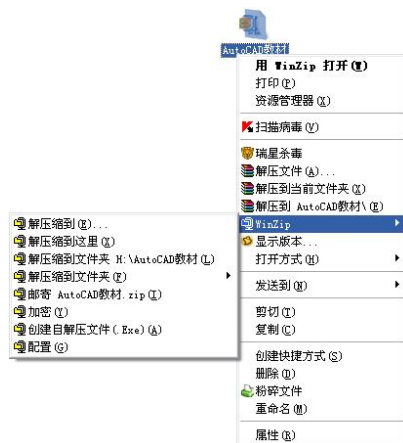 AutoCAD教材
用 WinZip 打开(T)
打印(P)
资源管理器(X)
扫描病毒(V)
瑞星杀毒
解压文件(A)...
解压到当前文件夹(X)
解压到 AutoCAD教材\(E)
WinZip
显示版本...
打开方式(H)
发送到(N)
剪切(T)
复制(C)
创建快捷方式(S)
删除(D)
粉碎文件
重命名(M)
属性(R)
解压缩到(E)...
解压缩到这里(X)
解压缩到文件夹 H:\AutoCAD教材(L)
解压缩到文件夹(F)
邮寄 AutoCAD教材.zip(I)
加密(Y)
创建自解压文件(.Exe)(A)
配置(G)